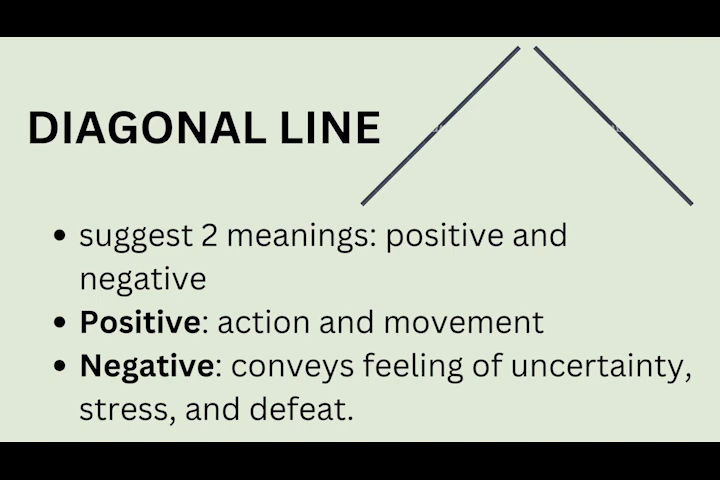 DIAGONAL LINE
• suggest 2 meanings: positive and
negative
• Positive: action and movement
• Negative: conveys feeling of uncertainty,
stress, and defeat.